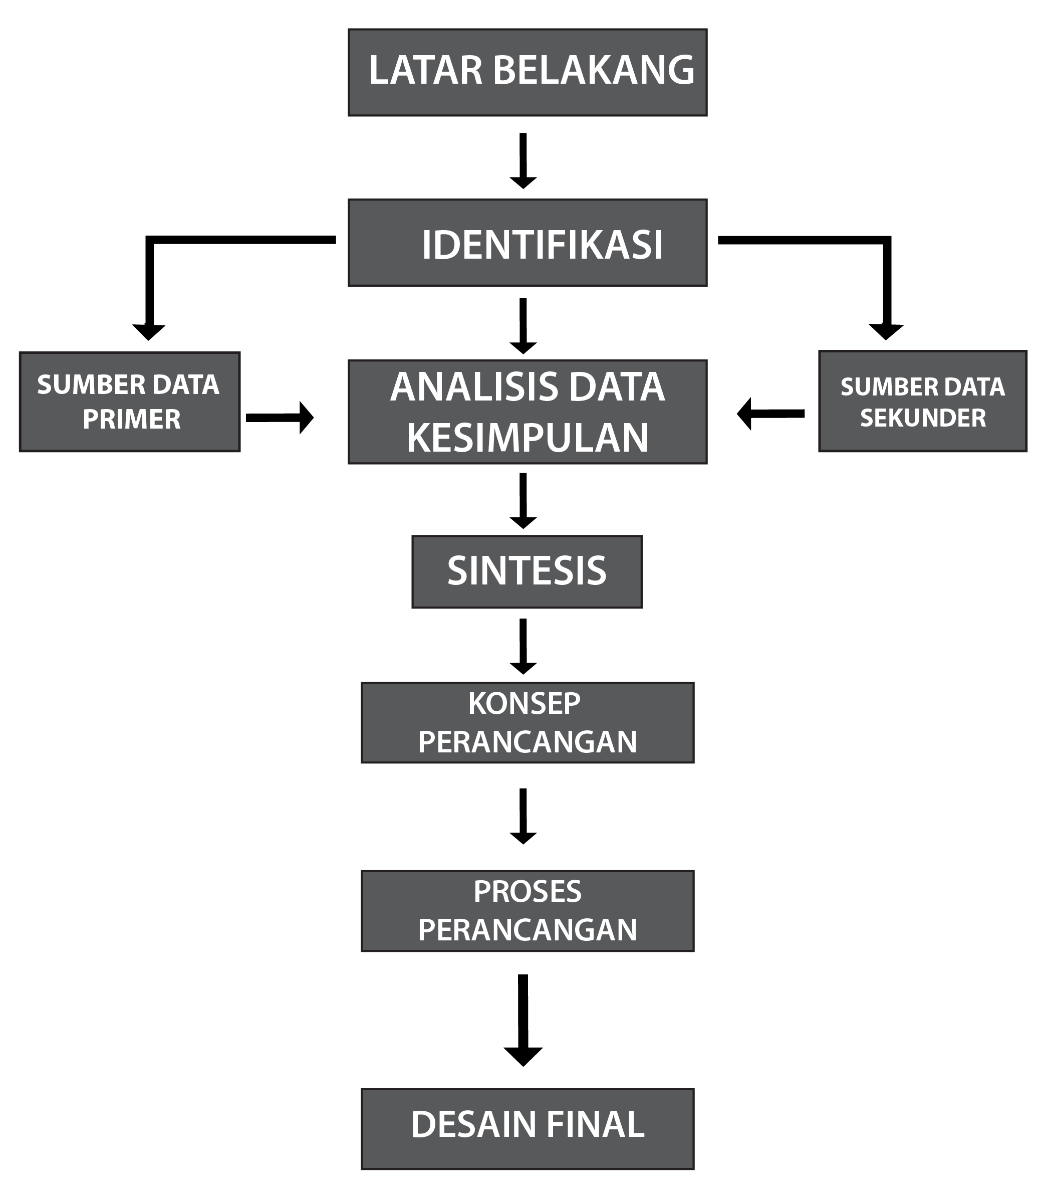 LATAR BELAKANG
IDENTIFIKASI
SUMBER DATA
PRIMER
ANALISIS DATA
KESIMPULAN
SUMBER DATA
SEKUNDER
SINTESIS
KONSEP
PERANCANGAN
PROSES
PERANCANGAN
DESAIN FINAL